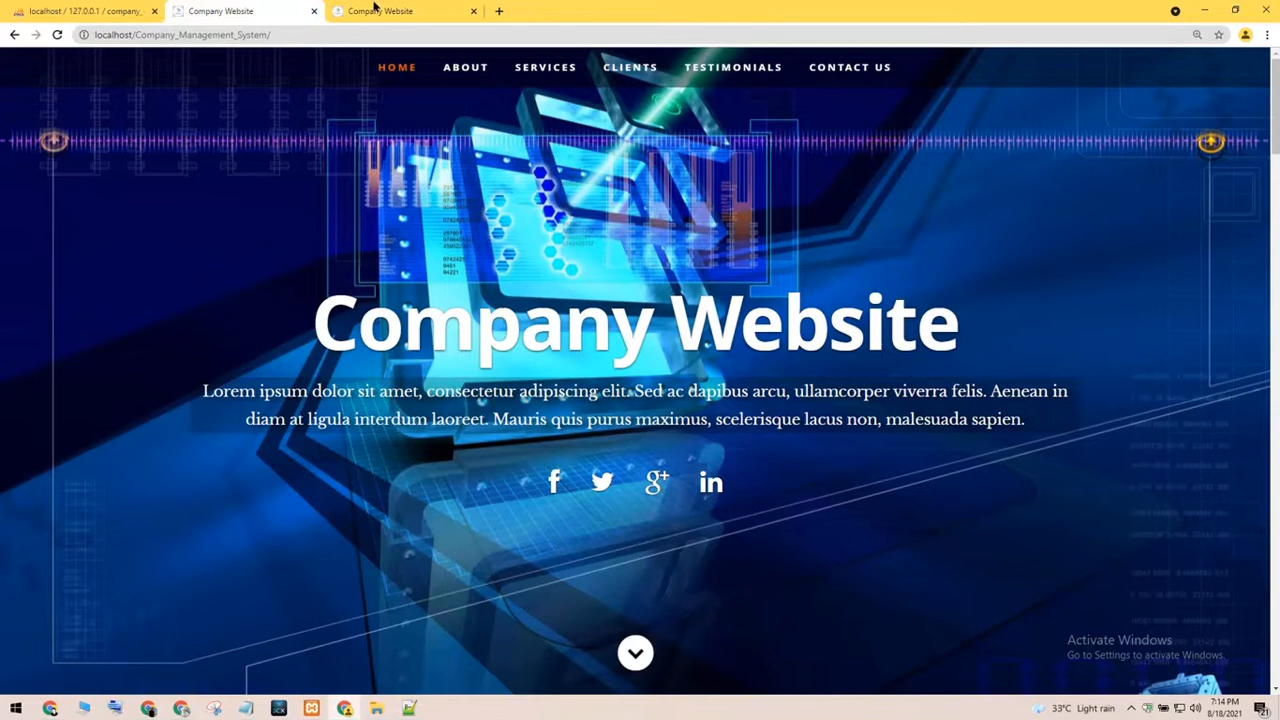 localhost / 127.0.0.1 / company_
Company Website
Company Website
localhost/Company_Management_System/
HOME ABOUT SERVICES CLIENTS TESTIMONIALS CONTACT US
Company Website
Lorem ipsum dolor sit amet, consectetur adipiscing elit. Sed ac dapibus arcu, ullamcorper viverra felis. Aenean in
diam at ligula interdum laoreet. Mauris quis purus maximus, scelerisque lacus non, malesuada sapien.
Activate Windows
Go to Settings to activate Windows.
33°C Light rain
7:14 PM
8/18/2021
21